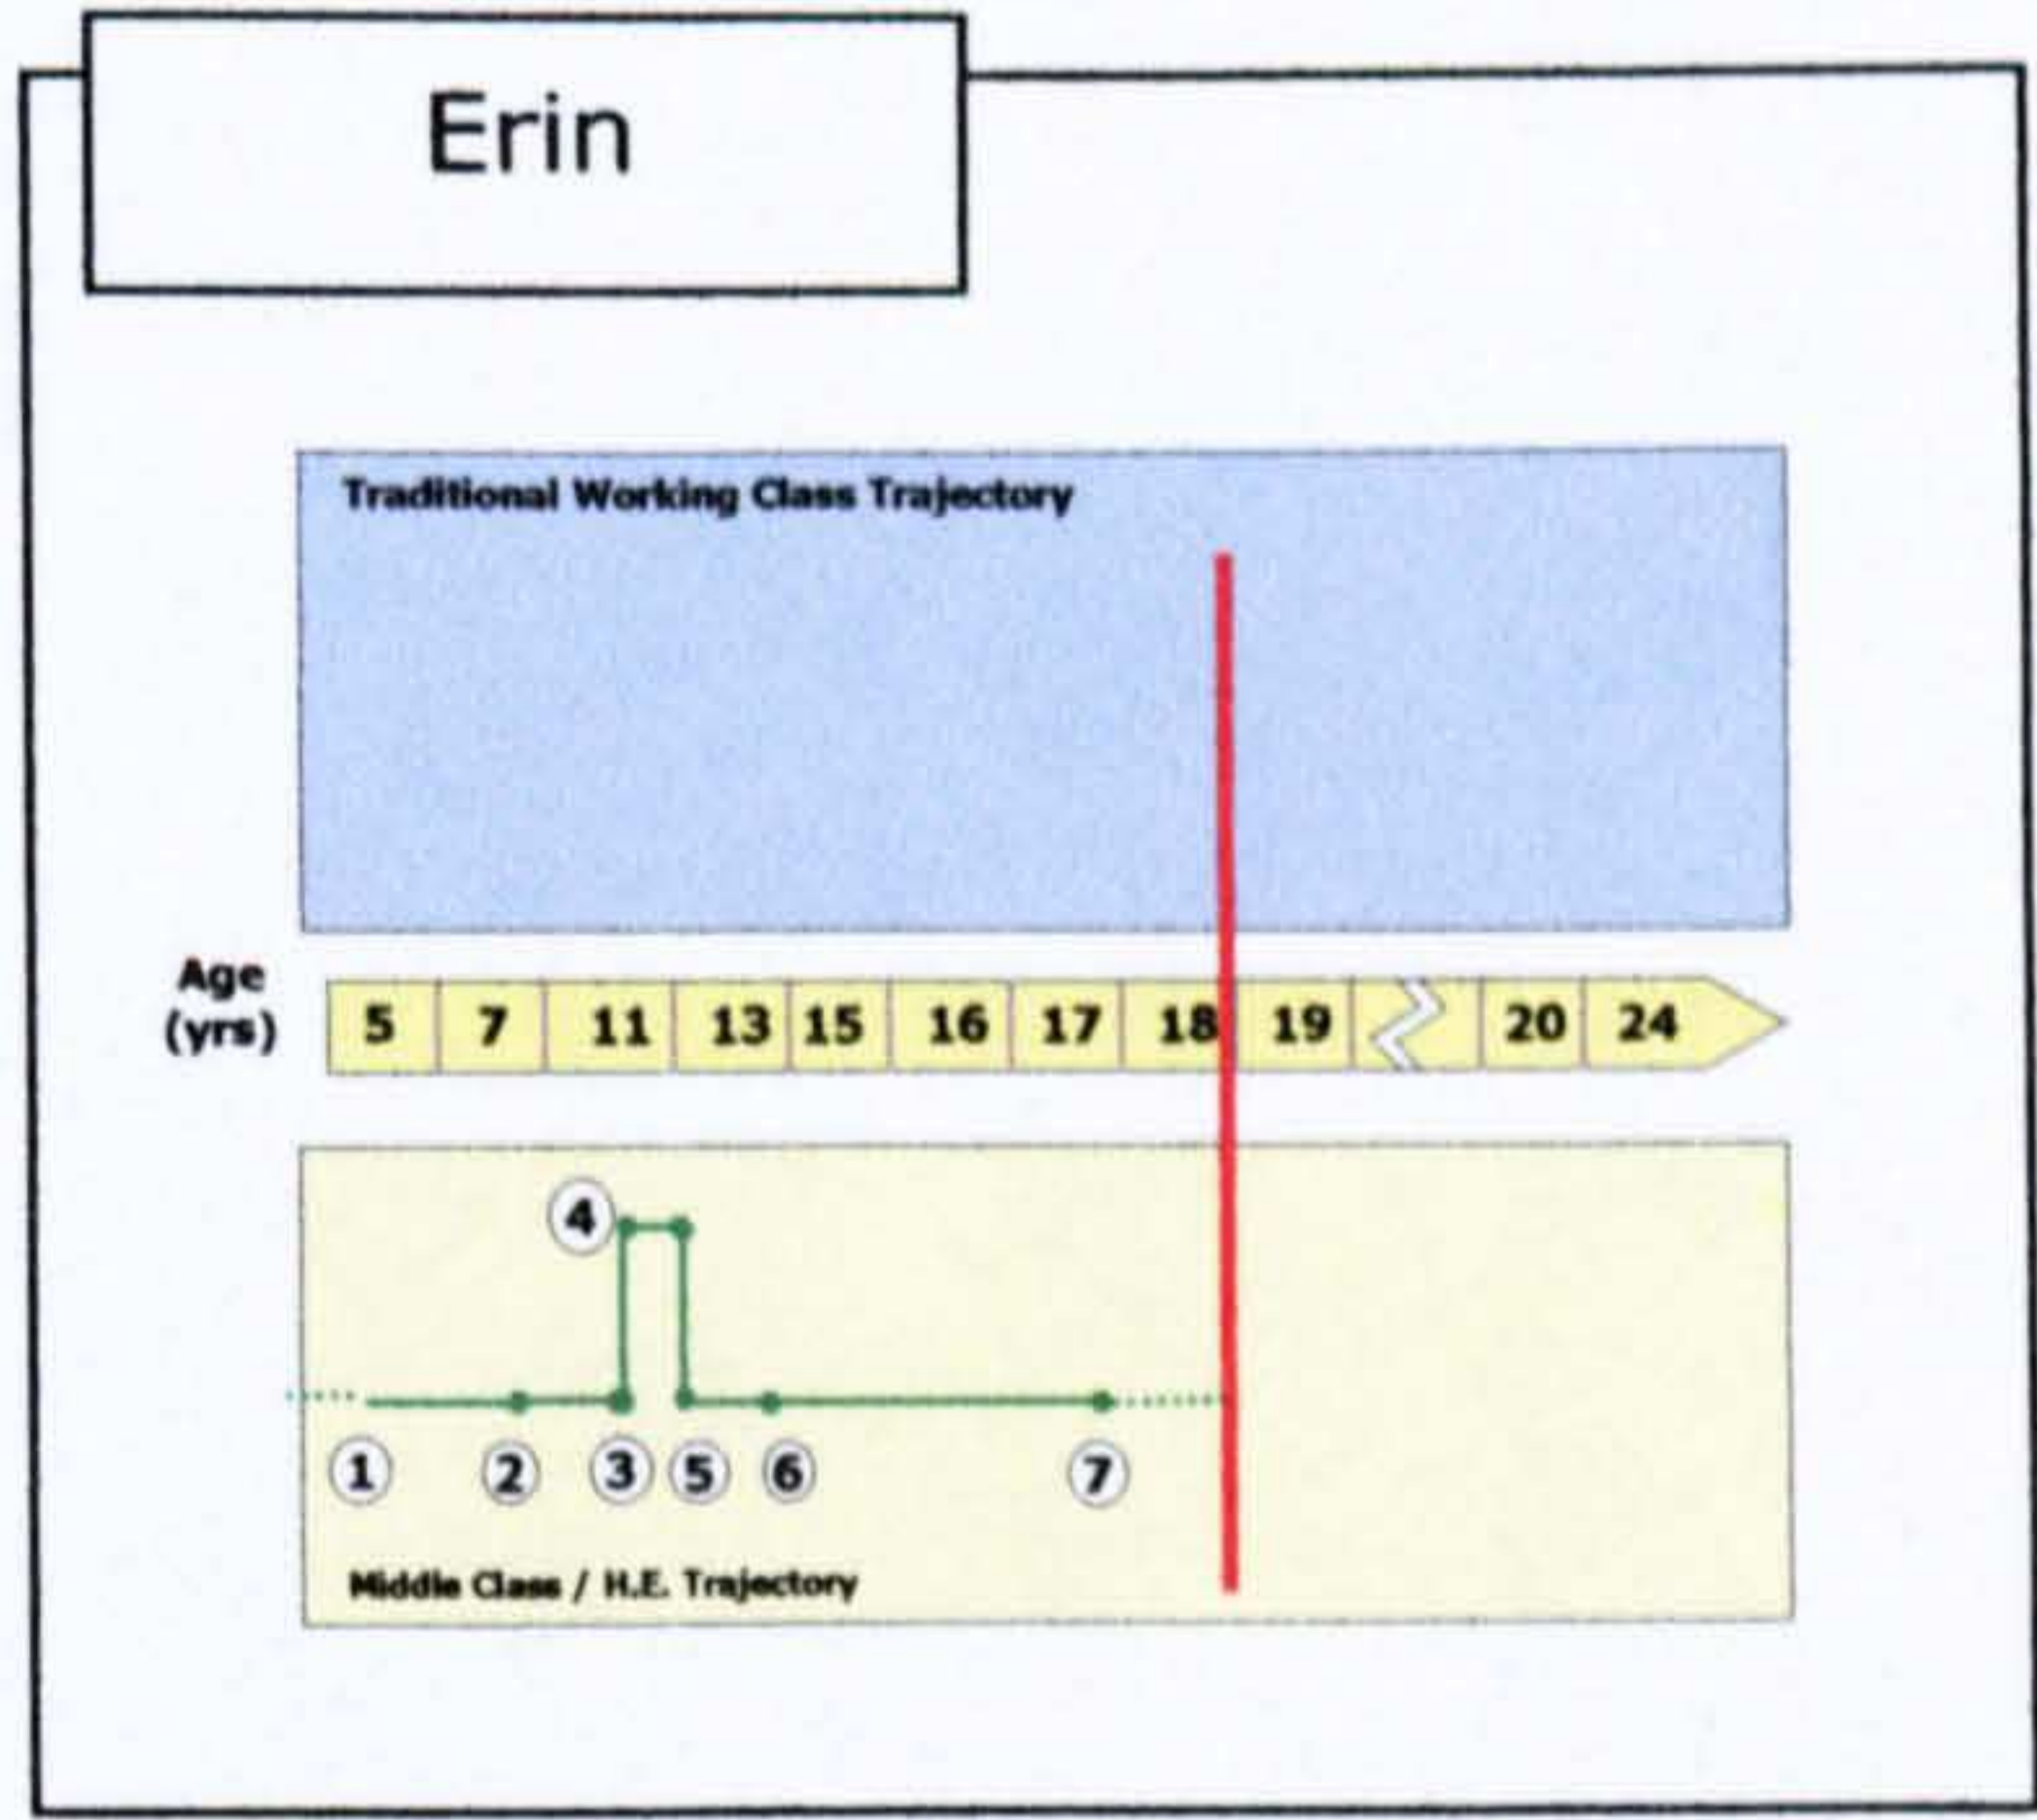 Erin
Traditional Working Class Trajectory
Age
(yrs)
5 7 11 13 15 16 17 18 19 20 24
4
1 2 3 5 6 7
Middle Class / H.E. Trajectory